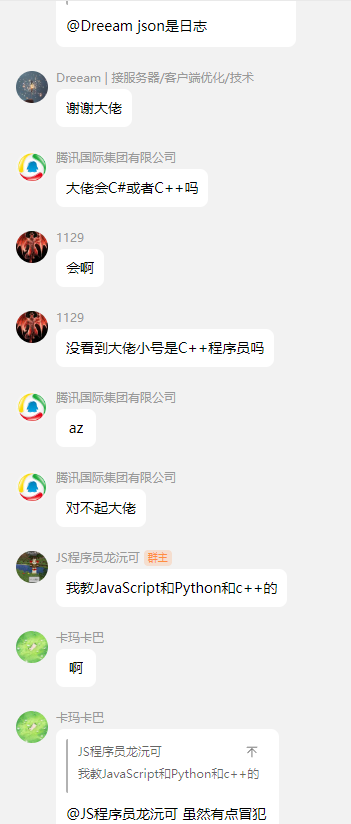 @Dreeam json是日志
Dreeam | 接服务器/客户端优化/技术
谢谢大佬
腾讯国际集团有限公司
大佬会C#或者C++吗
1129
会啊
1129
没看到大佬小号是C++程序员吗
腾讯国际集团有限公司
az
腾讯国际集团有限公司
对不起大佬
JS程序员龙沅可 群主
我教JavaScript和Python和c++的
卡玛卡巴
啊
卡玛卡巴
JS程序员龙沅可
我教JavaScript和Python和c++的
@JS程序员龙沅可 虽然有点冒犯